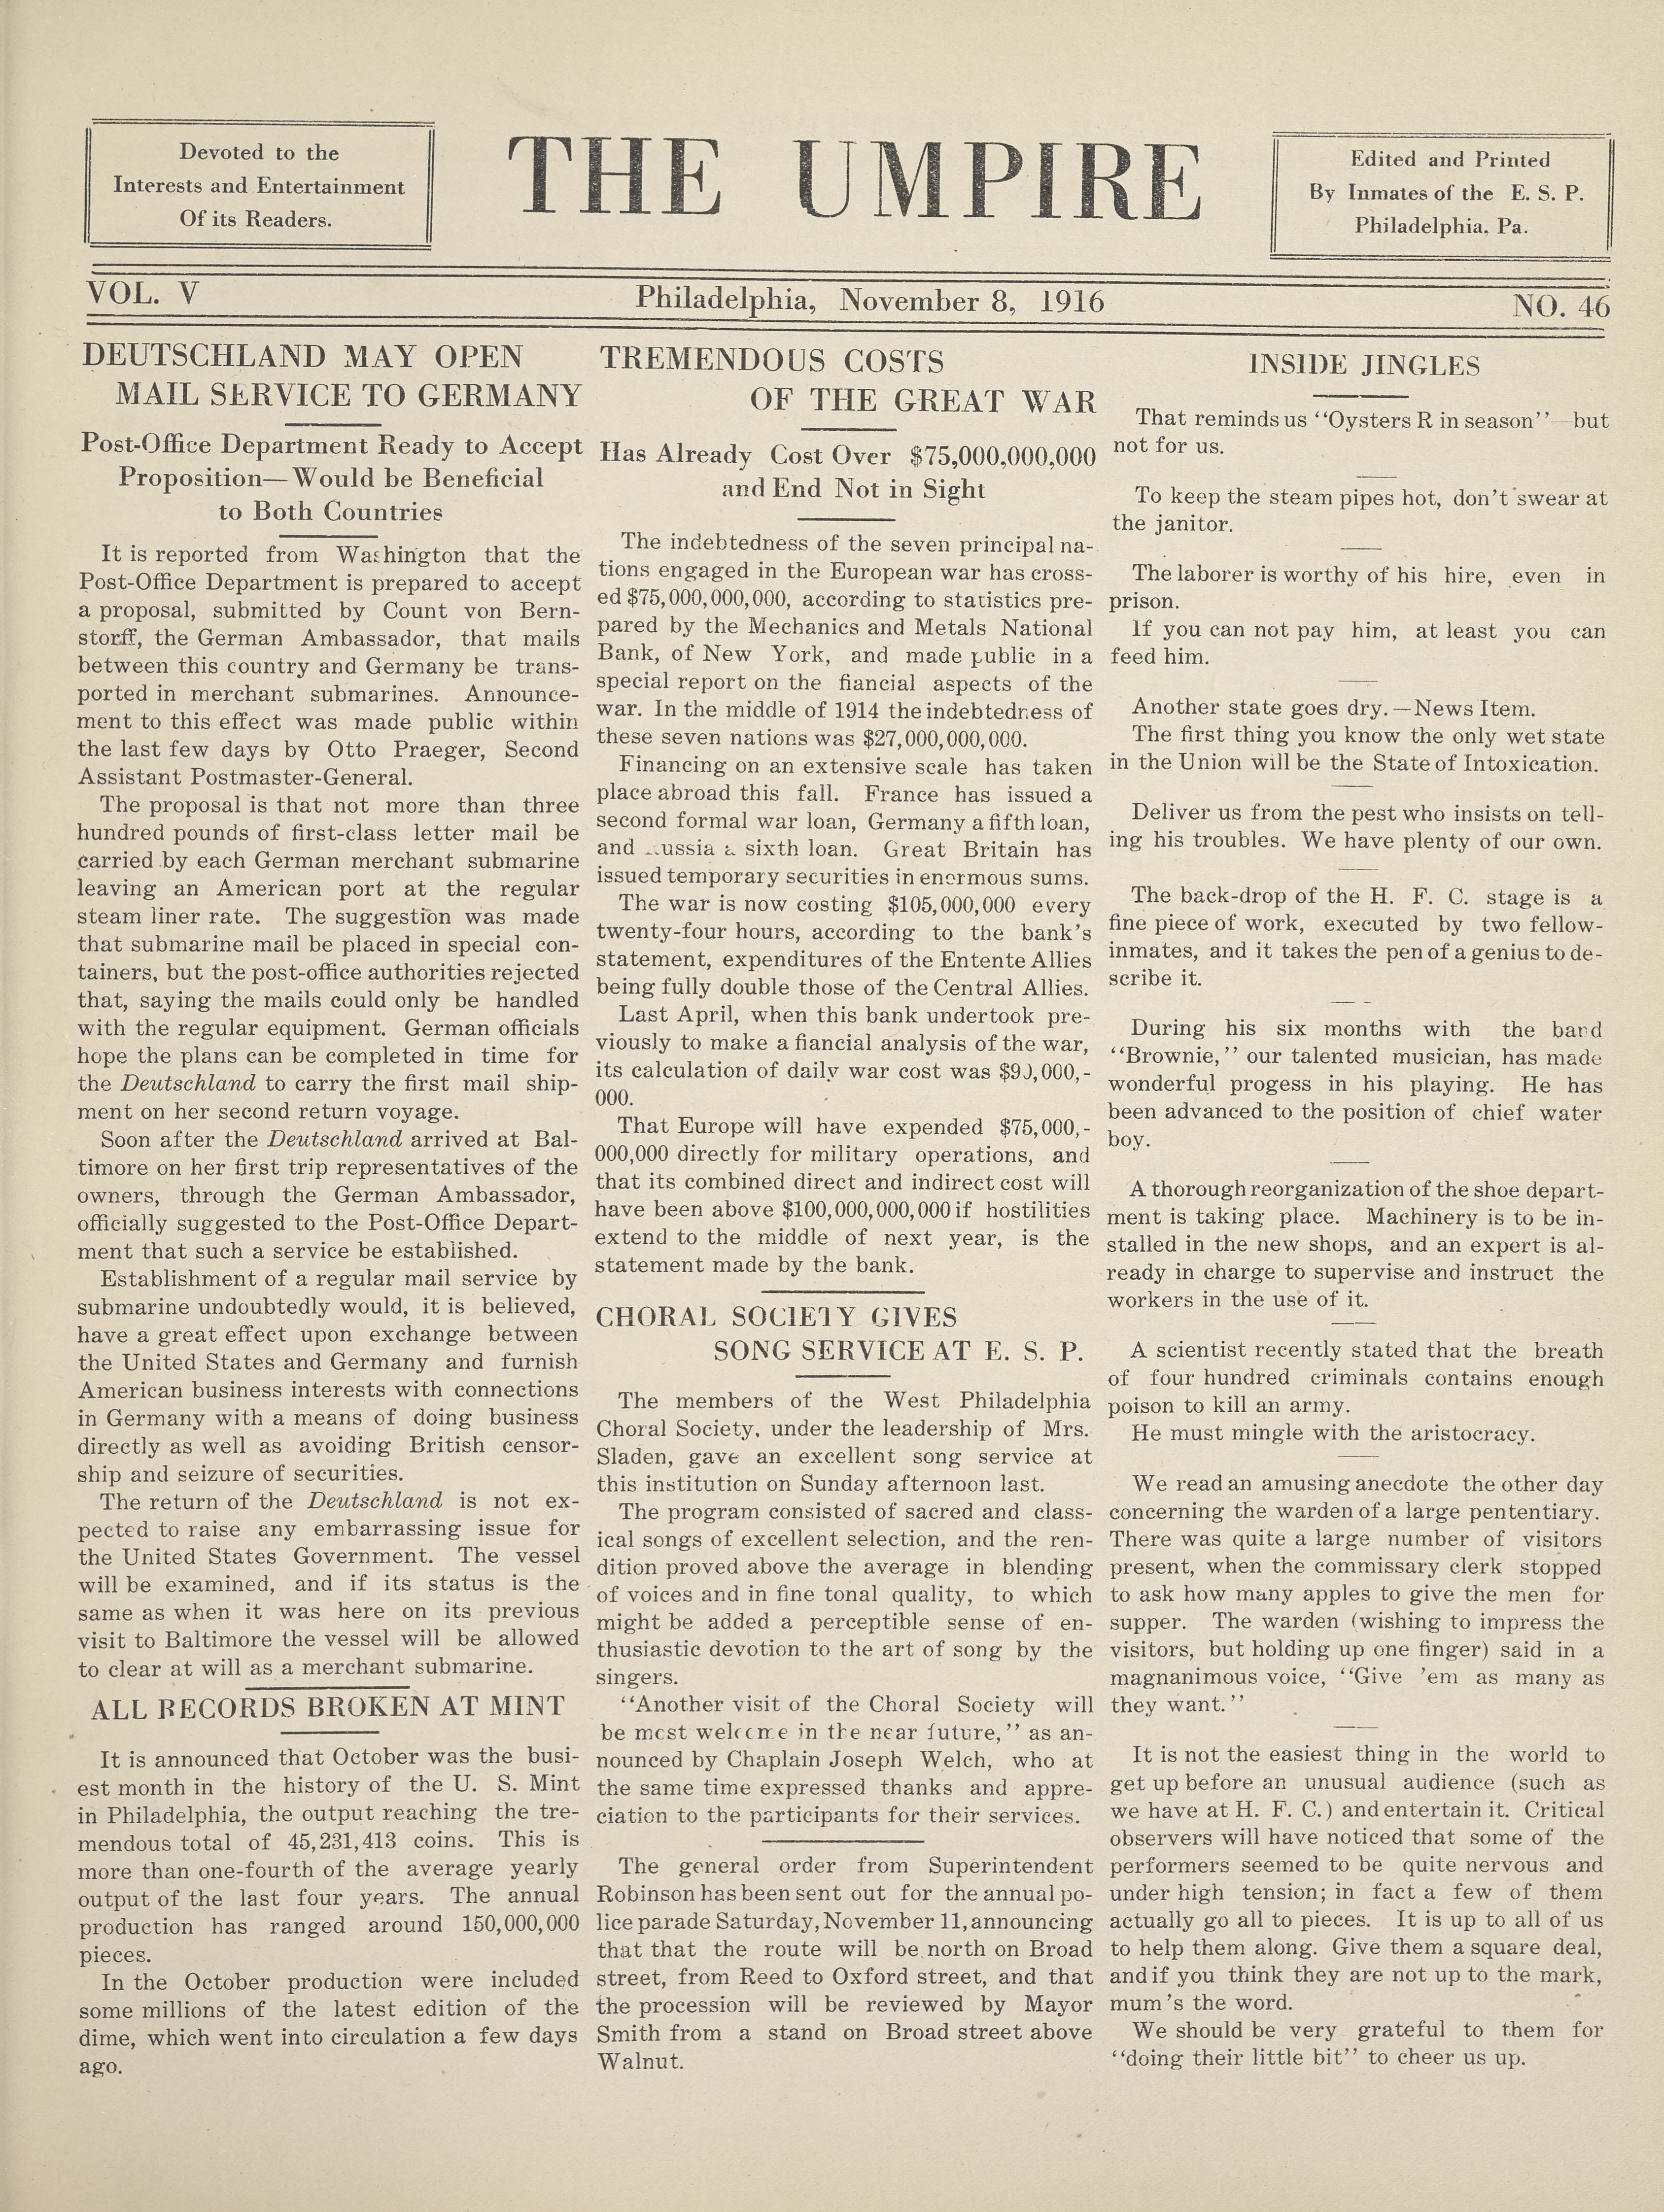 Devoted to the
Interests and Entertainment
Of its Readers.
THE UMPIRE
Edited and Printed
By Inmates of the E. S. P.
Philadelphia. Pa.
VOL. V
Philadelphia, November 8, 1916
NO. 46
DEUTSCHLAND MAY OPEN
MAIL SERVICE TO GERMANY
Post-Office Department Ready to Accept
Proposition—Would be Beneficial
to Both Countries
It is reported from Washington that the
Post-Office Department is prepared to accept
a proposal, submitted by Count von Bern-
storff, the German Ambassador, that mails
between this country and Germany be trans-
ported in merchant submarines. Announce-
ment to this effect was made public within
the last few days by Otto Praeger, Second
Assistant Postmaster-General.
The proposal is that not more than three
hundred pounds of first-class letter mail be
carried by each German merchant submarine
leaving an American port at the regular
steam liner rate. The suggestion was made
that submarine mail be placed in special con-
tainers, but the post-office authorities rejected
that, saying the mails could only be handled
with the regular equipment. German officials
hope the plans can be completed in time for
the Deutschland to carry the first mail ship-
ment on her second return voyage.
Soon after the Deutschland arrived at Bal-
timore on her first trip representatives of the
owners, through the German Ambassador,
officially suggested to the Post-Office Depart-
ment that such a service be established.
Establishment of a regular mail service by
submarine undoubtedly would, it is believed,
have a great effect upon exchange between
the United States and Germany and furnish
American business interests with connections
in Germany with a means of doing business
directly as well as avoiding British censor-
ship and seizure of securities.
The return of the Deutschland is not ex-
pected to raise any embarrassing issue for
the United States Government. The vessel
will be examined, and if its status is the
same as when it was here on its previous
visit to Baltimore the vessel will be allowed
to clear at will as a merchant submarine.
ALL RECORDS BROKEN AT MINT
It is announced that October was the busi-
est month in the history of the U. S. Mint
in Philadelphia, the output reaching the tre-
mendous total of 45,231,413 coins. This is
more than one-fourth of the average yearly
output of the last four years. The annual
production has ranged around 150,000,000
pieces.
In the October production were included
some millions of the latest edition of the
dime, which went into circulation a few days
ago.
TREMENDOUS COSTS
OF THE GREAT WAR
Has Already Cost Over $75,000,000,000
and End Not in Sight
The indebtedness of the seven principal na-
tions engaged in the European war has cross-
ed $75,000,000,000, according to statistics pre-
pared by the Mechanics and Metals National
Bank, of New York, and made public in a
special report on the fiancial aspects of the
war. In the middle of 1914 the indebtedness of
these seven nations was $27,000,000,000.
Financing on an extensive scale has taken
place abroad this fall. France has issued a
second formal war loan, Germany a fifth loan,
and ussia a sixth loan. Great Britain has
issued temporary securities in enormous sums.
The war is now costing $105,000,000 every
twenty-four hours, according to the bank's
statement, expenditures of the Entente Allies
being fully double those of the Central Allies.
Last April, when this bank undertook pre-
viously to make a fiancial analysis of the war,
its calculation of daily war cost was $90,000,-
000.
That Europe will have expended $75,000,-
000,000 directly for military operations, and
that its combined direct and indirect cost will
have been above $100,000,000,000 if hostilities
extend to the middle of next year, is the
statement made by the bank.
CHORAL SOCIETY GIVES
SONG SERVICE AT E. S. P.
The members of the West Philadelphia
Choral Society, under the leadership of Mrs.
Sladen, gave an excellent song service at
this institution on Sunday afternoon last.
The program consisted of sacred and class-
ical songs of excellent selection, and the ren-
dition proved above the average in blending
of voices and in fine tonal quality, to which
might be added a perceptible sense of en-
thusiastic devotion to the art of song by the
singers.
"Another visit of the Choral Society will
be most welcome in the near future," as an-
nounced by Chaplain Joseph Welch, who at
the same time expressed thanks and appre-
ciation to the participants for their services.
The general order from Superintendent
Robinson has been sent out for the annual po-
lice parade Saturday, November 11, announcing
that that the route will be north on Broad
street, from Reed to Oxford street, and that
the procession will be reviewed by Mayor
Smith from a stand on Broad street above
Walnut.
INSIDE JINGLES
That reminds us "Oysters R in season"—but
not for us.
To keep the steam pipes hot, don't swear at
the janitor.
The laborer is worthy of his hire, even in
prison.
If you can not pay him, at least you can
feed him.
Another state goes dry.—News Item.
The first thing you know the only wet state
in the Union will be the State of Intoxication.
Deliver us from the pest who insists on tell-
ing his troubles. We have plenty of our own.
The back-drop of the H. F. C. stage is a
fine piece of work, executed by two fellow-
inmates, and it takes the pen of a genius to de-
scribe it.
During his six months with the band
"Brownie," our talented musician, has made
wonderful progess in his playing. He has
been advanced to the position of chief water
boy.
A thorough reorganization of the shoe depart-
ment is taking place. Machinery is to be in-
stalled in the new shops, and an expert is al-
ready in charge to supervise and instruct the
workers in the use of it.
A scientist recently stated that the breath
of four hundred criminals contains enough
poison to kill an army.
He must mingle with the aristocracy.
We read an amusing anecdote the other day
concerning the warden of a large pententiary.
There was quite a large number of visitors
present, when the commissary clerk stopped
to ask how many apples to give the men for
supper. The warden (wishing to impress the
visitors, but holding up one finger) said in a
magnanimous voice, "Give 'em as many as
they want."
It is not the easiest thing in the world to
get up before an unusual audience (such as
we have at H. F. C.) and entertain it. Critical
observers will have noticed that some of the
performers seemed to be quite nervous and
under high tension; in fact a few of them
actually go all to pieces. It is up to all of us
to help them along. Give them a square deal,
and if you think they are not up to the mark,
mum's the word.
We should be very grateful to them for
"doing their little bit" to cheer us up.